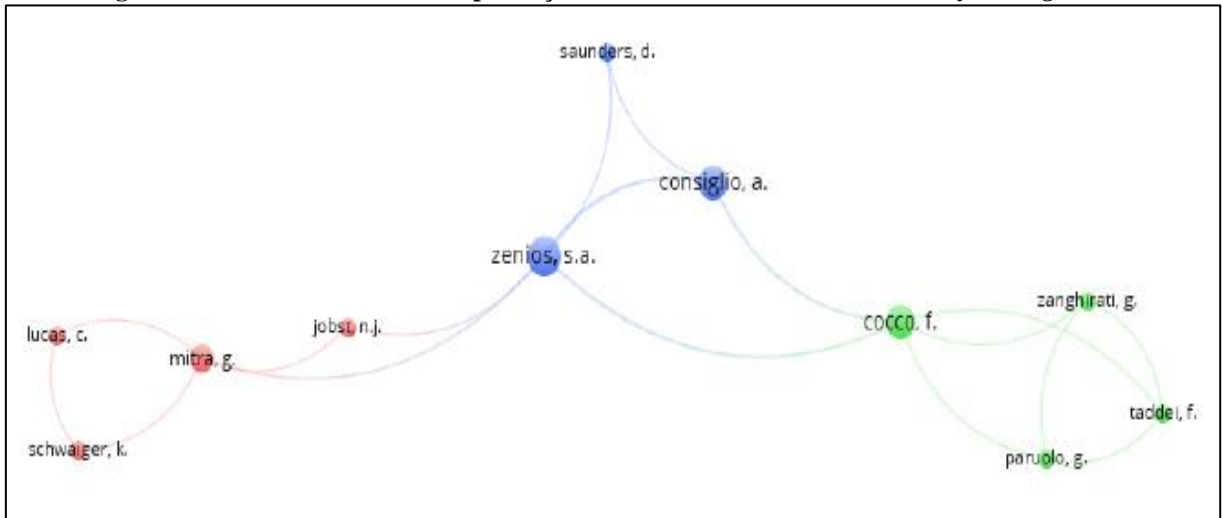 saunders, d.
consiglio, a.
zenios, s.a.
zanghirati, g.
cocco, f.
jobst, n.j.
lucas, c.
mitra, g.
taddei, f.
schwaiger, k.
paruolo, g.